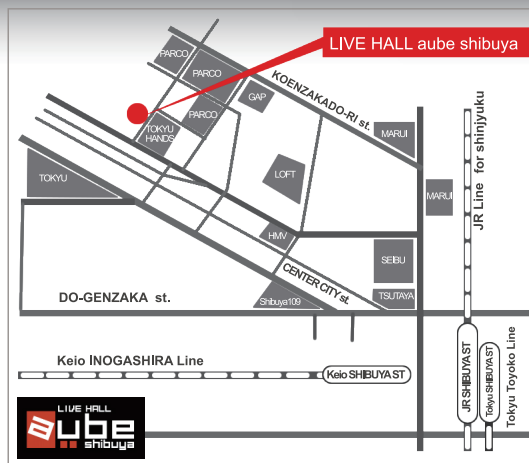 LIVE HALL aube shibuya
PARCO
PARCO
KOENZAKADO-RI st.
GAP
PARCO
TOKYU
HANDS
MARUI
TOKYU
LOFT
MARUI
JR Line for shinjyuku
HMV
SEIBU
CENTER CITY st.
DO-GENZAKA st.
Shibuya109
TSUTAYA
Keio INOGASHIRA Line
Keio SHIBUYA ST
JR SHIBUYA ST
Tokyu SHIBUYA ST
Tokyu Toyoko Line
LIVE HALL
aube
shibuya